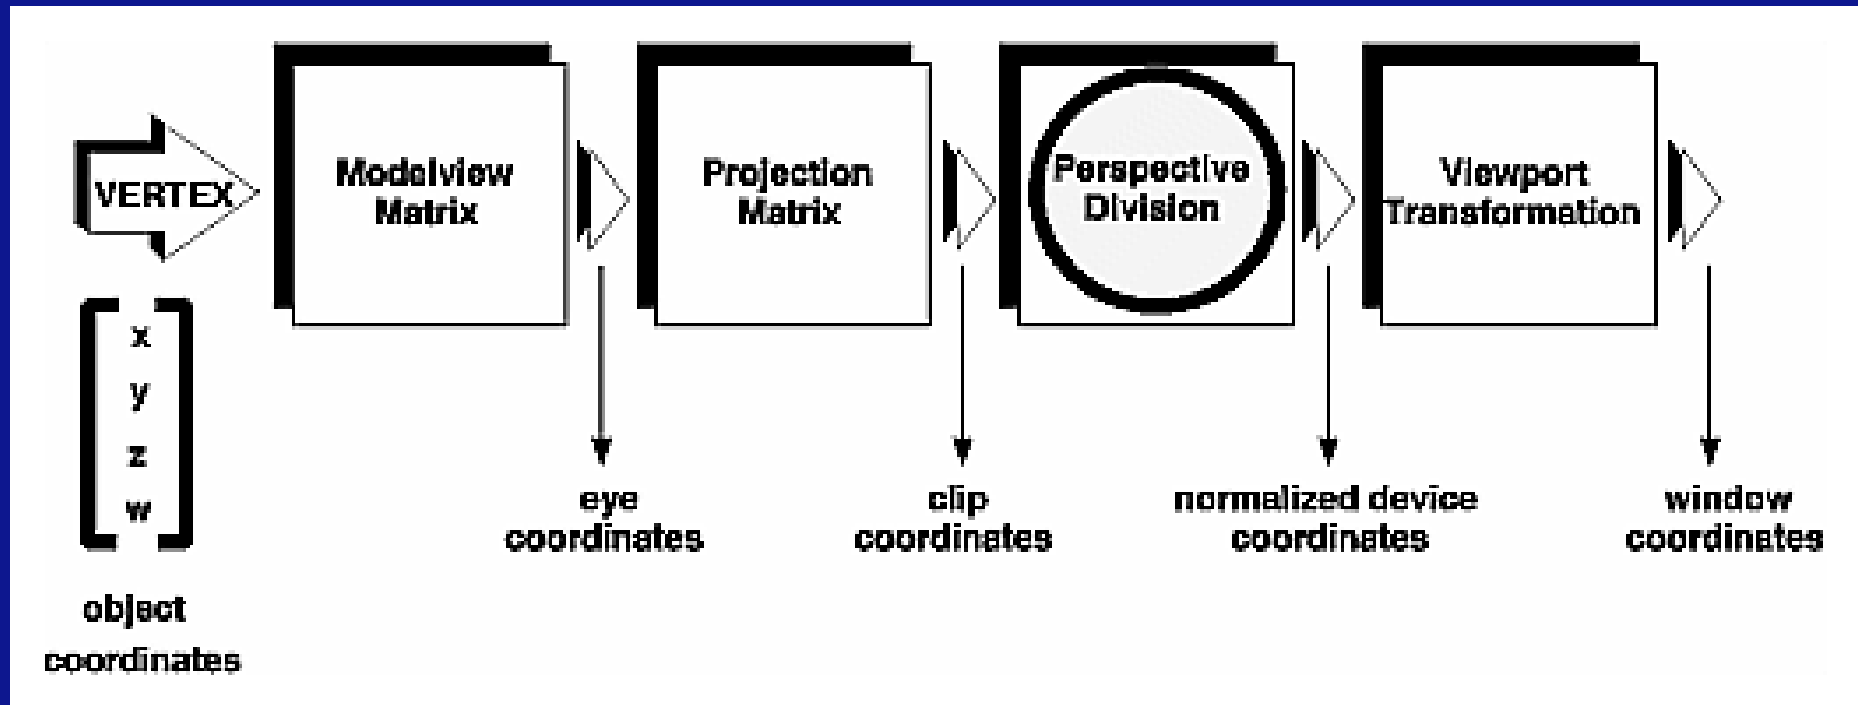 VERTEX
Modelview
Matrix
Projection
Matrix
Perspective
Division
Viewport
Transformation
x
y
z
w
object
coordinates
eye
coordinates
clip
coordinates
normalized device
coordinates
window
coordinates